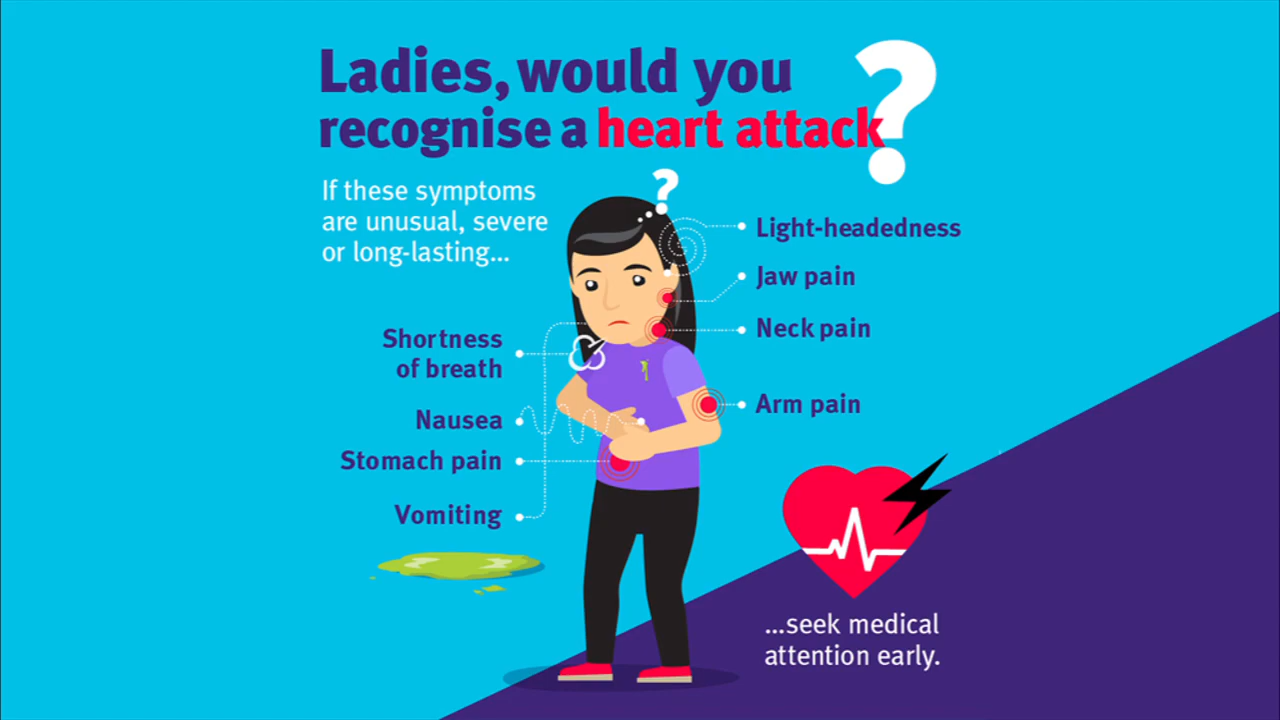 Ladies, would you
recognise a heart attack?
If these symptoms
are unusual, severe
or long-lasting...
?
Light-headedness
Jaw pain
Neck pain
Arm pain
Shortness
of breath
Nausea
Stomach pain
Vomiting
...seek medical
attention early.